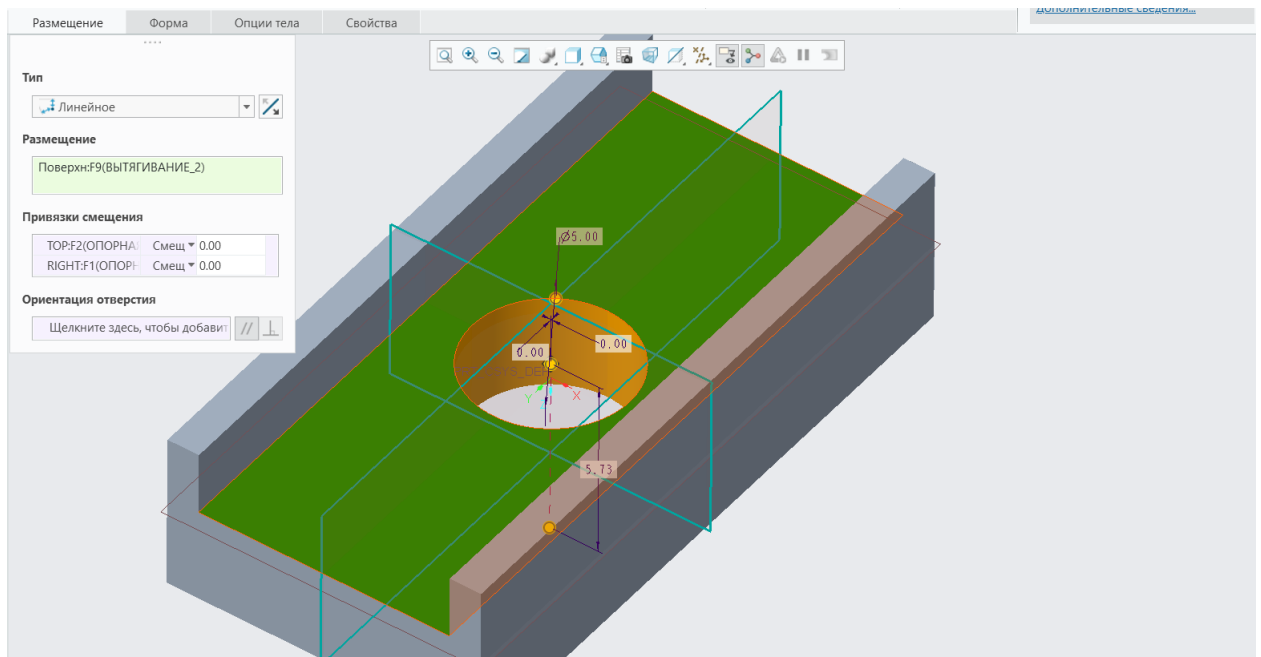 Размещение Форма Опции тела Свойства
Дополнительные сведения...
Тип
Линейное
Размещение
Поверхн:F9(ВЫТЯГИВАНИЕ_2)
Привязки смещения
TOP:F2(ОПОРНА Смещ 0.00
RIGHT:F1(ОПОРН Смещ 0.00
Ориентация отверстия
Щелкните здесь, чтобы добавит
Ø5.00
0.00
0.00
X
Y
Z
5.73